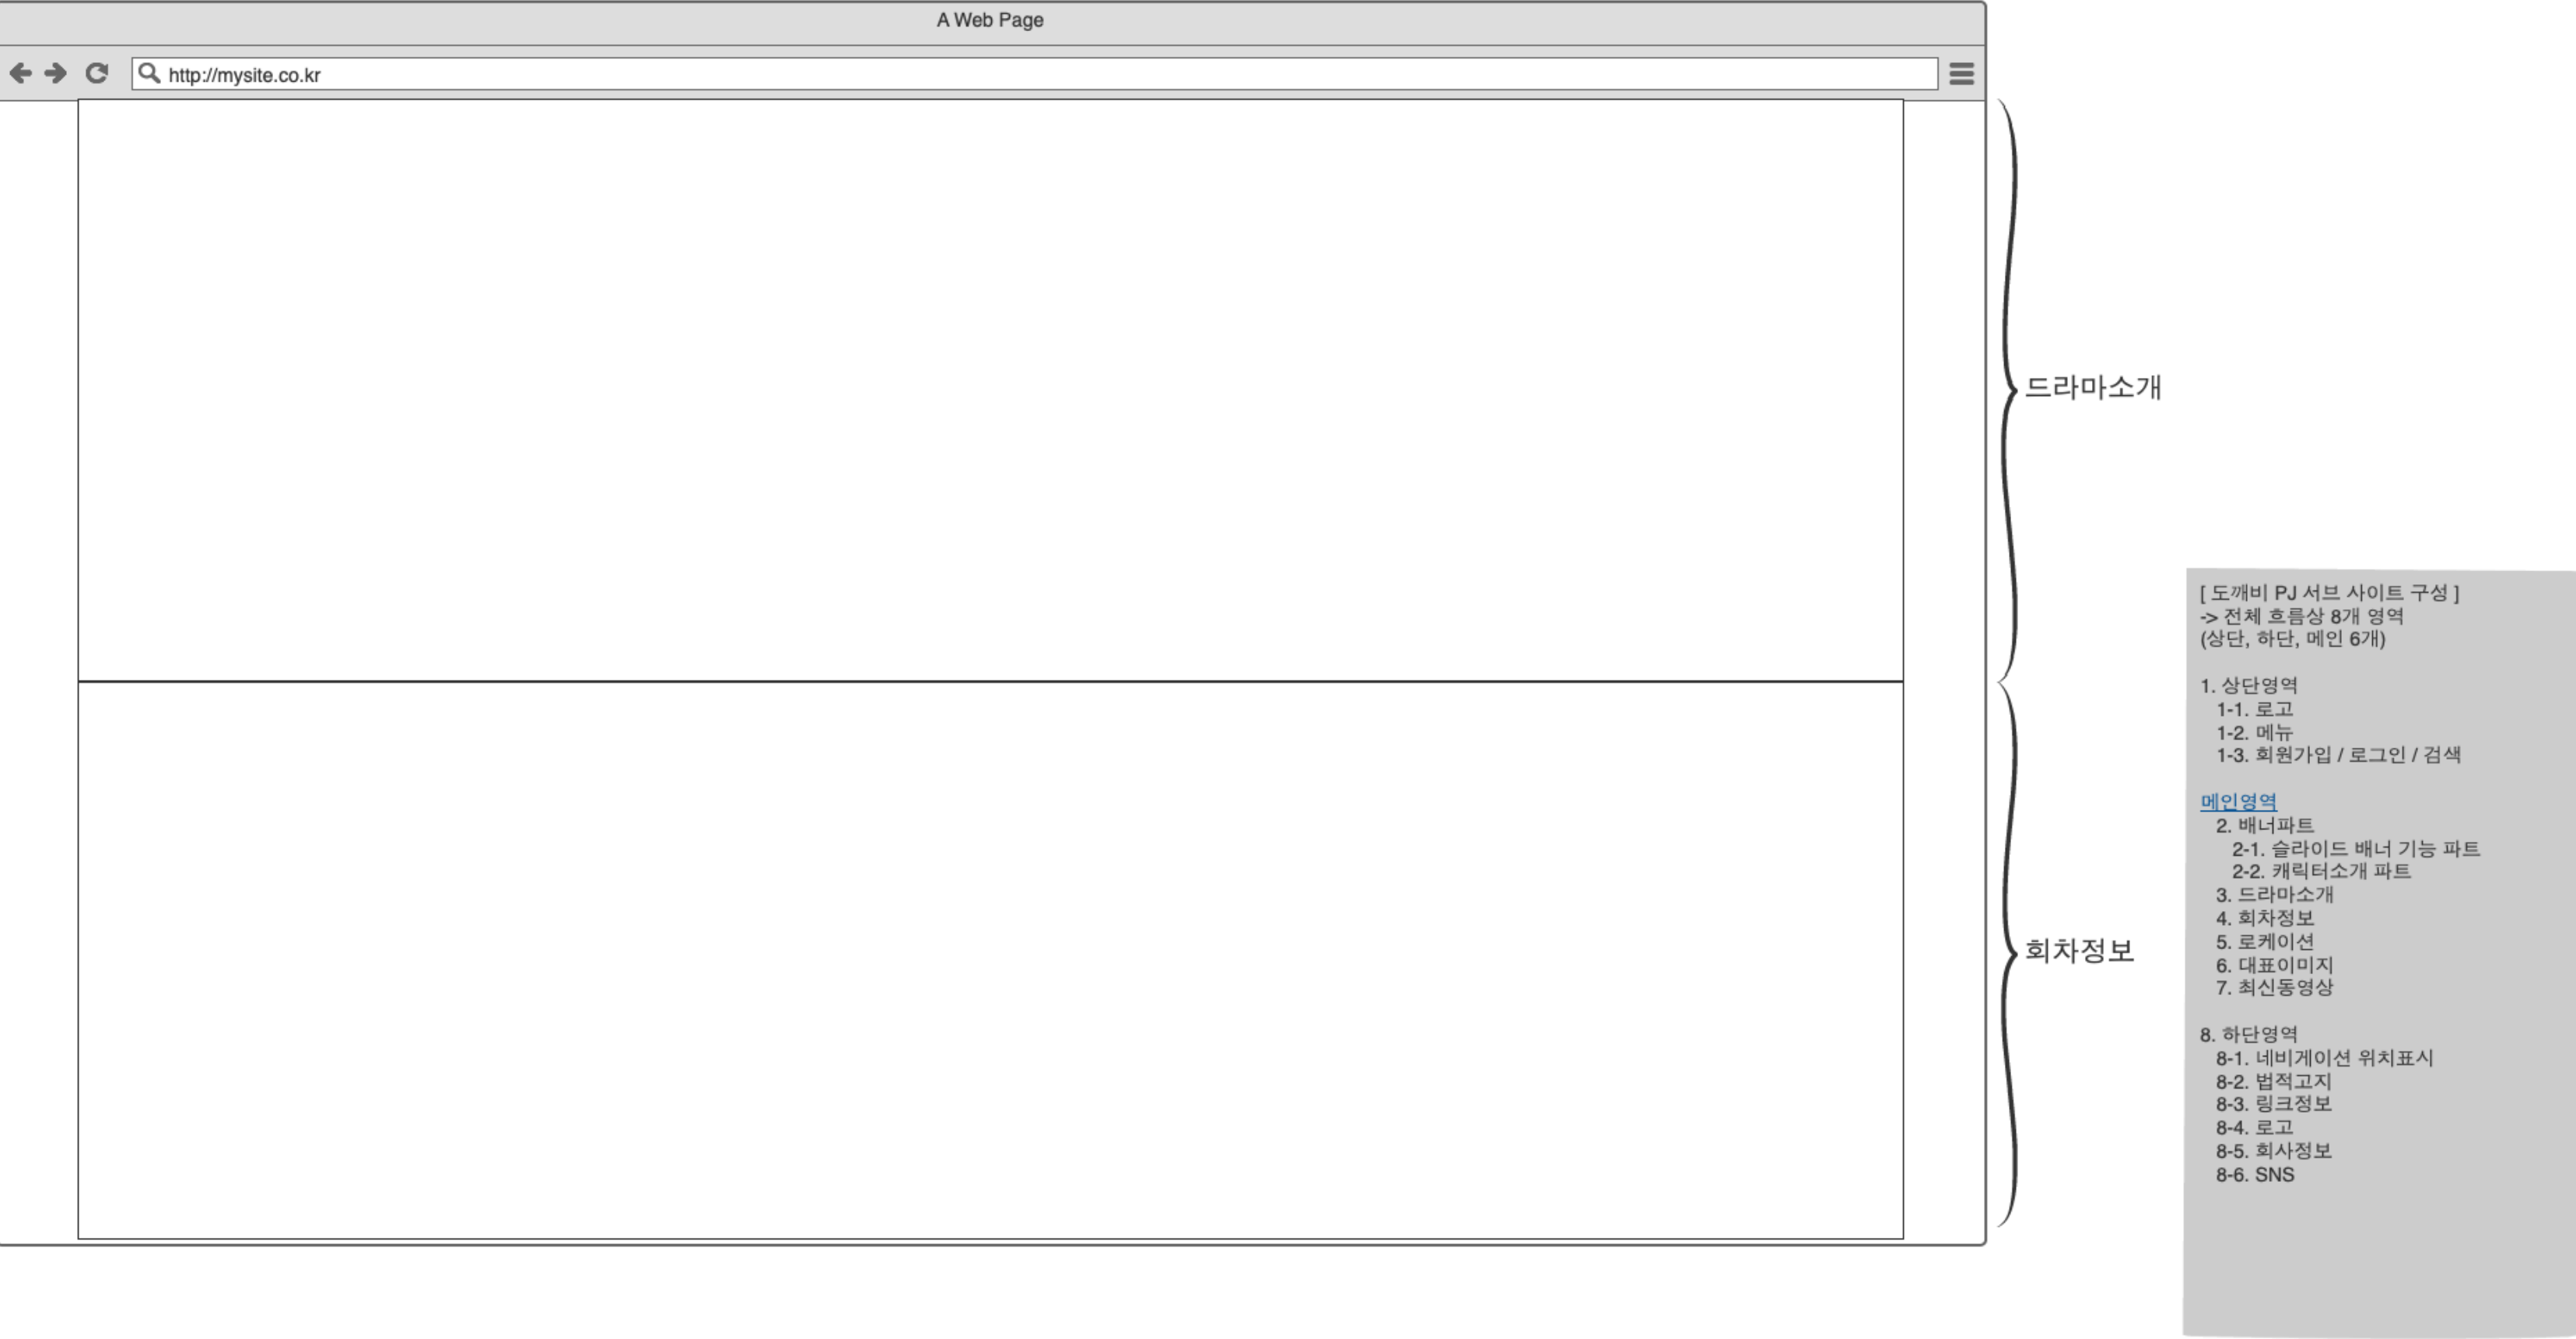 A Web Page
http://mysite.co.kr
드라마소개
회차정보
[ 도깨비 PJ 서브 사이트 구성 ]
-> 전체 흐름상 8개 영역
(상단, 하단, 메인 6개)
1. 상단영역
1-1. 로고
1-2. 메뉴
1-3. 회원가입 / 로그인 / 검색
메인영역
2. 배너파트
2-1. 슬라이드 배너 기능 파트
2-2. 캐릭터소개 파트
3. 드라마소개
4. 회차정보
5. 로케이션
6. 대표이미지
7. 최신동영상
8. 하단영역
8-1. 네비게이션 위치표시
8-2. 법적고지
8-3. 링크정보
8-4. 로고
8-5. 회사정보
8-6. SNS